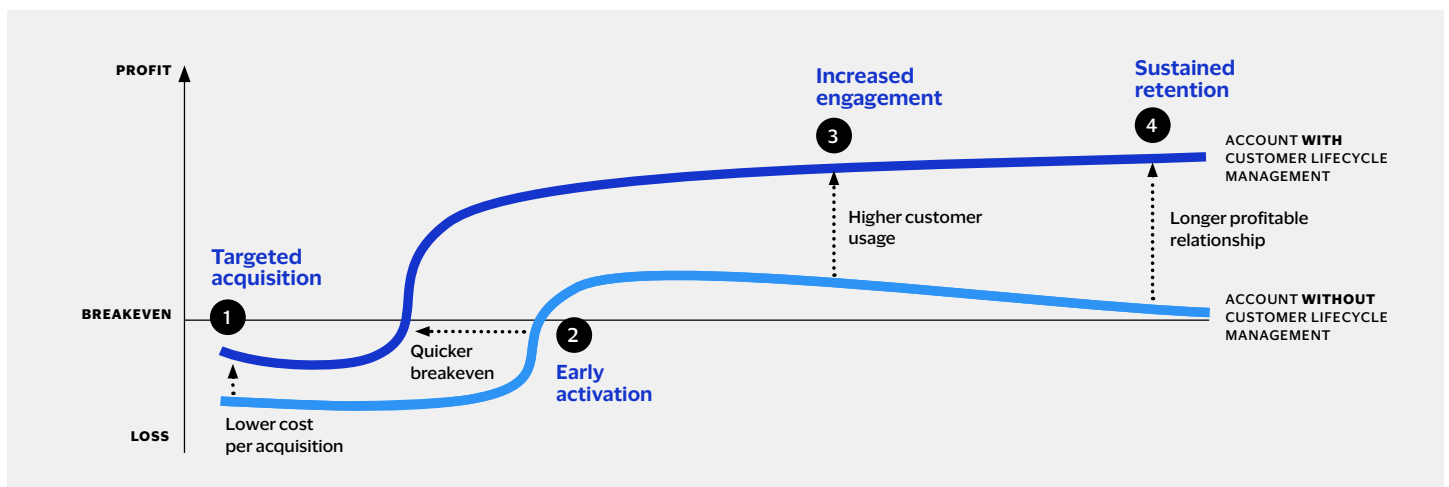 PROFIT
Increased
engagement
3
Sustained
retention
4
ACCOUNT WITH
CUSTOMER LIFECYCLE
MANAGEMENT
Higher customer
usage
Longer profitable
relationship
Targeted
acquisition
1
BREAKEVEN
ACCOUNT WITHOUT
CUSTOMER LIFECYCLE
MANAGEMENT
2
Quicker
breakeven
Early
activation
Lower cost
per acquisition
LOSS